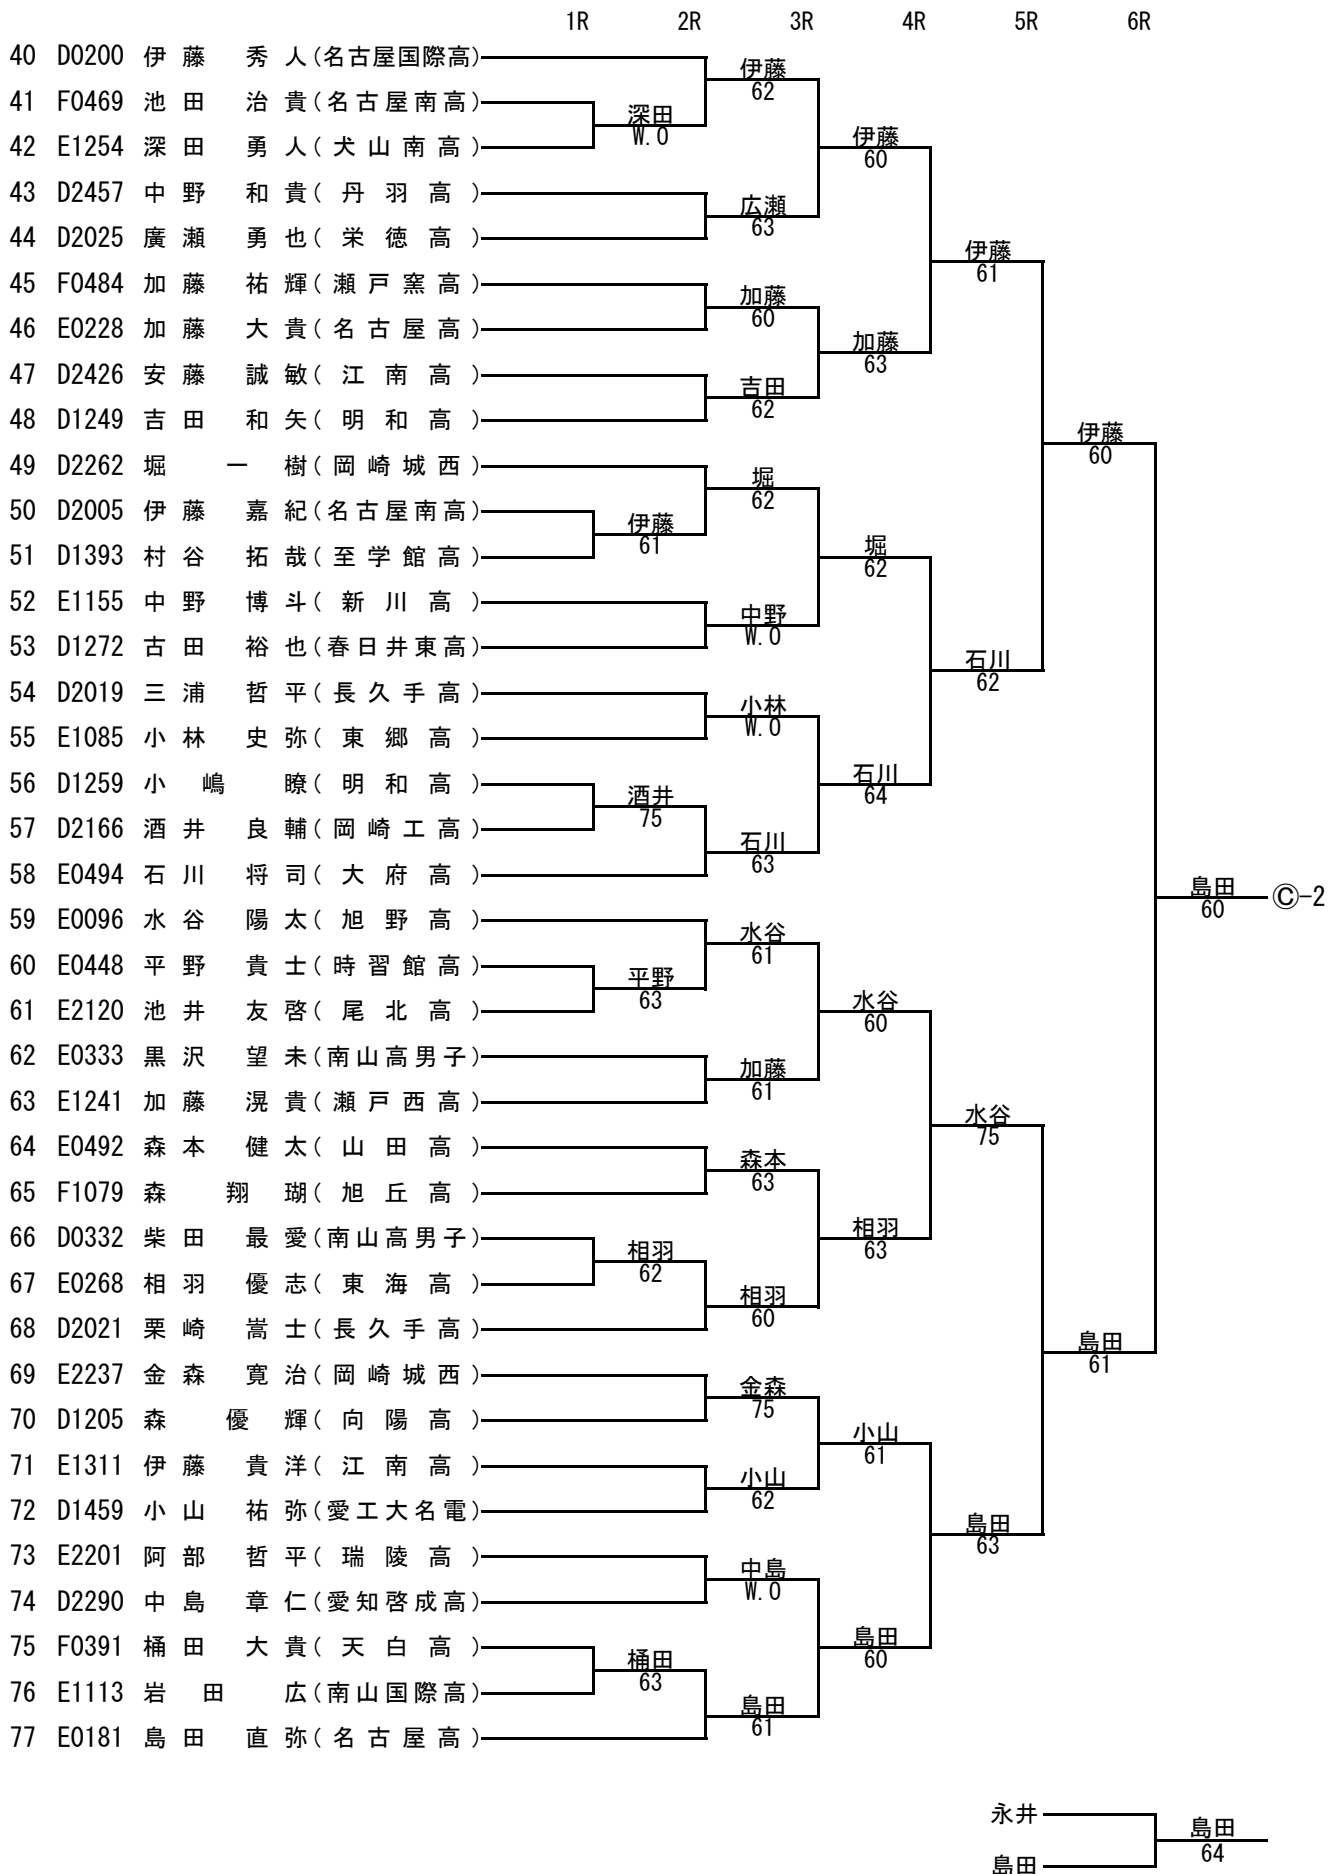 1R 2R 3R 4R 5R 6R
40 D0200 伊藤 秀人(名古屋国際高)
伊藤
62
41 F0469 池田 治貴(名古屋南高)
深田
W.0
42 E1254 深田 勇人(犬山南高)
伊藤
60
43 D2457 中野 和貴(丹羽高)
広瀬
63
44 D2025 廣瀬 勇也(栄徳高)
伊藤
61
45 F0484 加藤 祐輝(瀬戸窯高)
加藤
60
46 E0228 加藤 大貴(名古屋高)
加藤
63
47 D2426 安藤 誠敏(江南高)
吉田
62
48 D1249 吉田 和矢(明和高)
伊藤
60
49 D2262 堀 一樹(岡崎城西)
堀
62
50 D2005 伊藤 嘉紀(名古屋南高)
伊藤
61
51 D1393 村谷 拓哉(至学館高)
堀
62
52 E1155 中野 博斗(新川高)
中野
W.0
53 D1272 古田 裕也(春日井東高)
石川
62
54 D2019 三浦 哲平(長久手高)
小林
W.0
55 E1085 小林 史弥(東郷高)
石川
64
56 D1259 小嶋 瞭(明和高)
酒井
75
57 D2166 酒井 良輔(岡崎工高)
石川
63
58 E0494 石川 将司(大府高)
島田
60
Ⓒ-2
59 E0096 水谷 陽太(旭野高)
水谷
61
60 E0448 平野 貴士(時習館高)
平野
63
61 E2120 池井 友啓(尾北高)
水谷
60
62 E0333 黒沢 望未(南山高男子)
加藤
61
63 E1241 加藤 滉貴(瀬戸西高)
水谷
75
64 E0492 森本 健太(山田高)
森本
63
65 F1079 森 翔瑚(旭丘高)
相羽
63
66 D0332 柴田 最愛(南山高男子)
相羽
62
67 E0268 相羽 優志(東海高)
相羽
60
68 D2021 栗崎 嵩士(長久手高)
島田
61
69 E2237 金森 寛治(岡崎城西)
金森
75
70 D1205 森 優輝(向陽高)
小山
61
71 E1311 伊藤 貴洋(江南高)
小山
62
72 D1459 小山 祐弥(愛工大名電)
島田
63
73 E2201 阿部 哲平(瑞陵高)
中島
W.0
74 D2290 中島 章仁(愛知啓成高)
島田
60
75 F0391 桶田 大貴(天白高)
桶田
63
76 E1113 岩田 広(南山国際高)
島田
61
77 E0181 島田 直弥(名古屋高)
永井
島田
64
島田